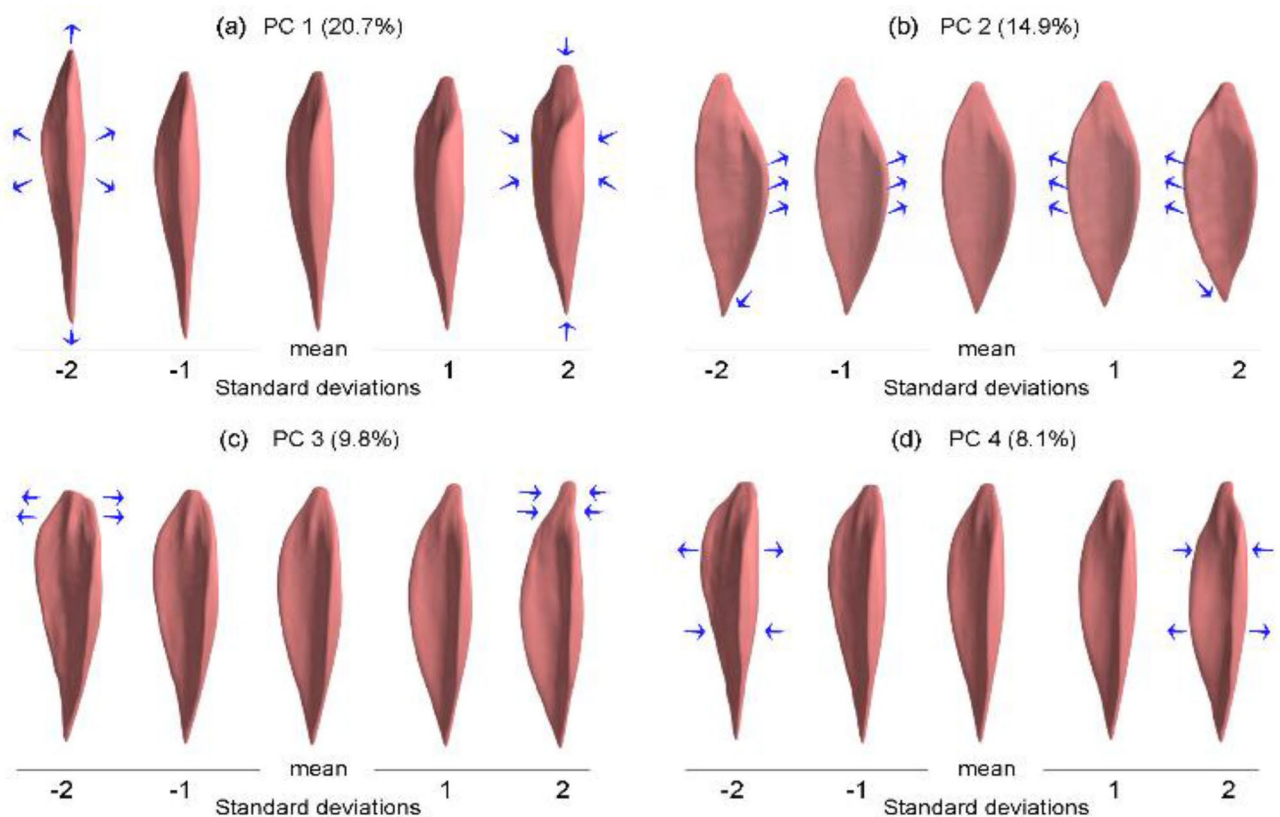 (a) PC 1 (20.7%)
(b) PC 2 (14.9%)
mean
-2 -1 1 2
Standard deviations
mean
-2 -1 1 2
Standard deviations
(c) PC 3 (9.8%)
(d) PC 4 (8.1%)
mean
-2 -1 1 2
Standard deviations
mean
-2 -1 1 2
Standard deviations